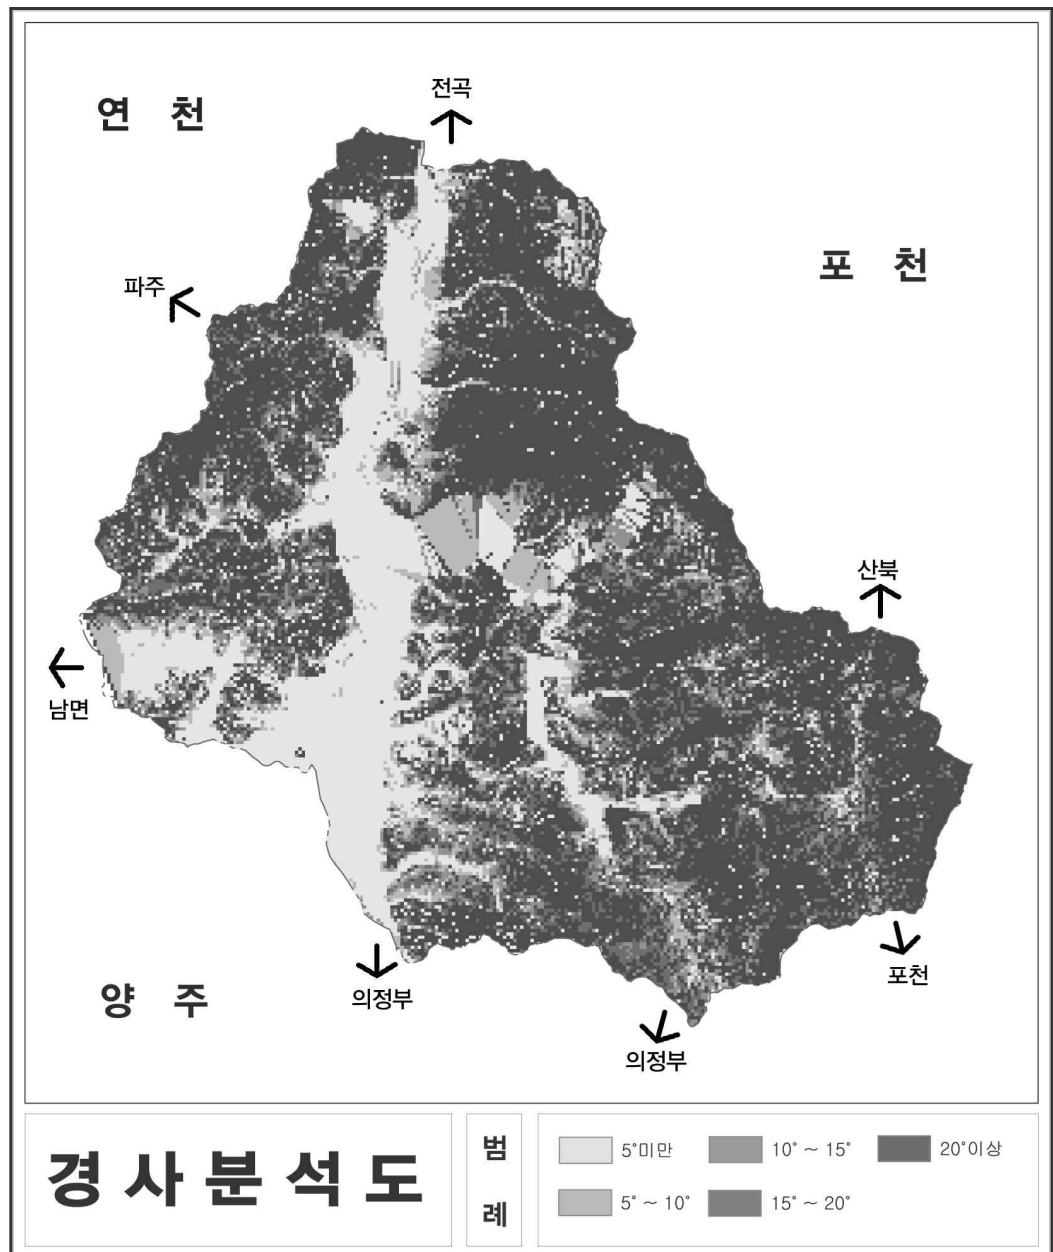 전곡
연 천
포 천
파주
산북
남면
포천
양 주
의정부
의정부
경사분석도
범
례
5°미만
10° ~ 15°
20°이상
5° ~ 10°
15° ~ 20°